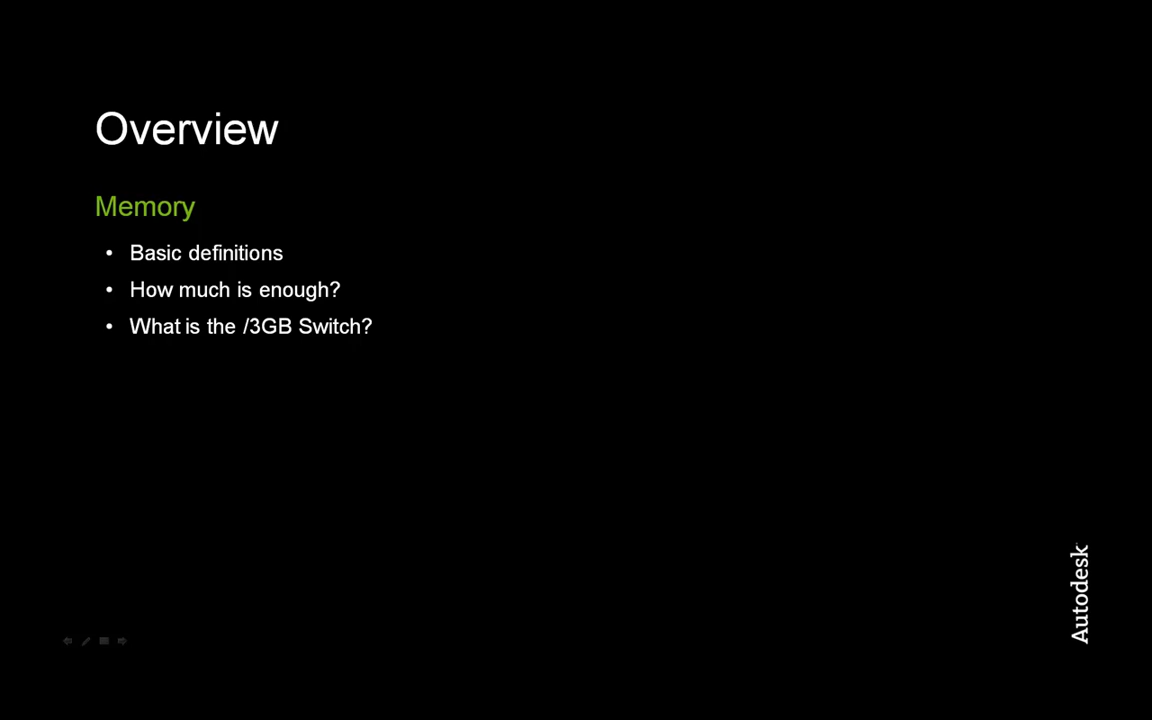 Overview
Memory
• Basic definitions
• How much is enough?
• What is the /3GB Switch?
Autodesk